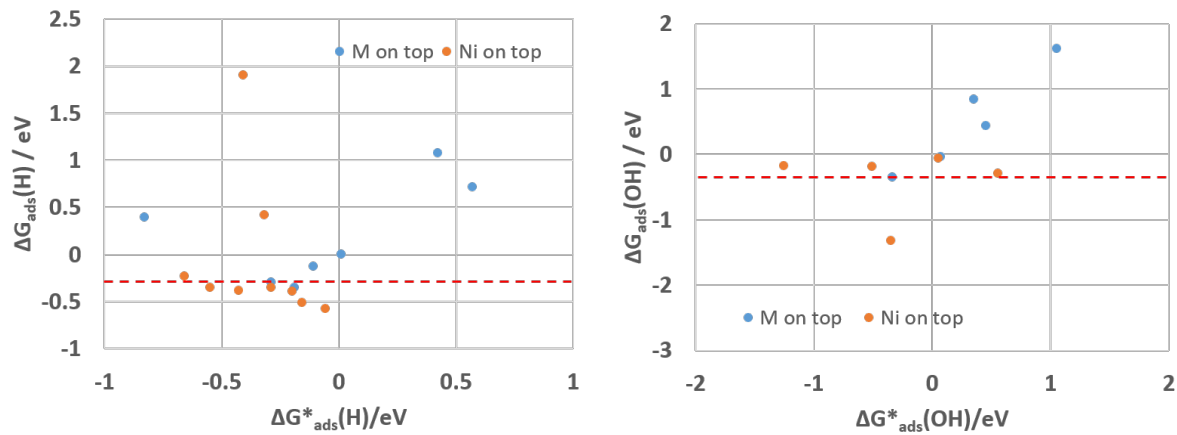 2.5
M on top Ni on top
2
1.5
1
0.5
0
-0.5
-1
-1 -0.5 0 0.5 1
ΔGads(H) / eV
ΔG*ads(H)/eV
2
1
0
-1
-2
M on top Ni on top
-3
-2 -1 0 1 2
ΔGads(OH) / eV
ΔG*ads(OH)/eV